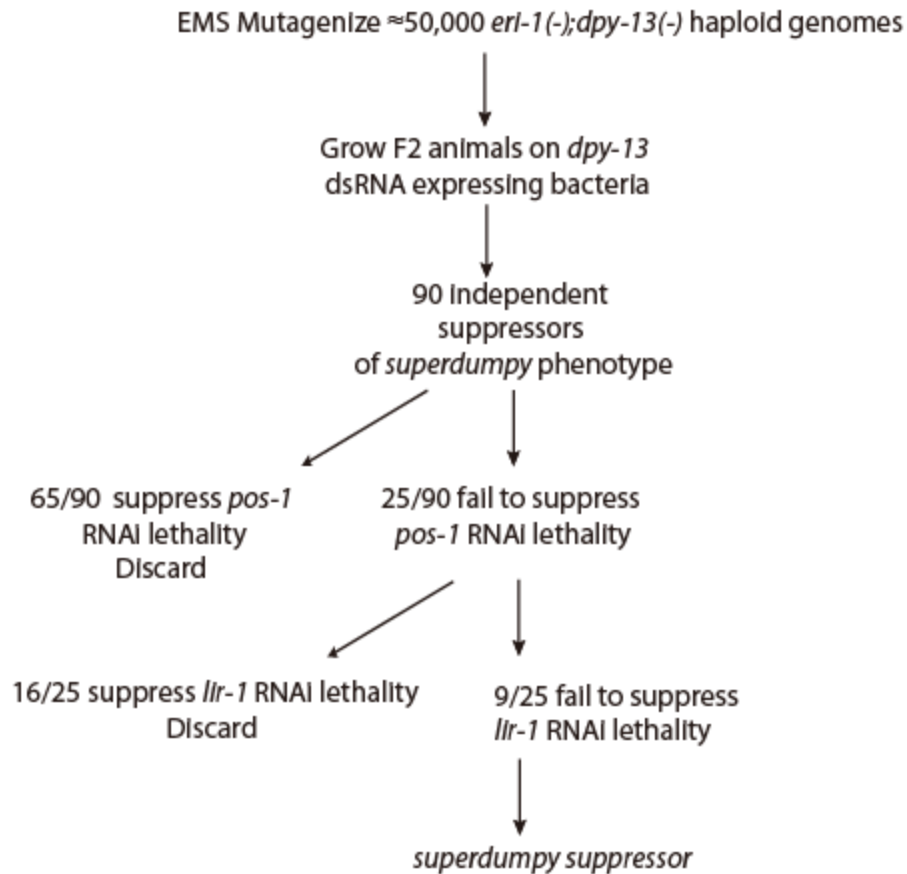 EMS Mutagenize ≈50,000 eri-1(-);dpy-13(-) haploid genomes
Grow F2 animals on dpy-13
dsRNA expressing bacteria
90 Independent
suppressors
of superdumpy phenotype
65/90 suppress pos-1
RNAi lethality
Discard
25/90 fail to suppress
pos-1 RNAi lethality
16/25 suppress lir-1 RNAi lethality
Discard
9/25 fail to suppress
lir-1 RNAi lethality
superdumpy suppressor